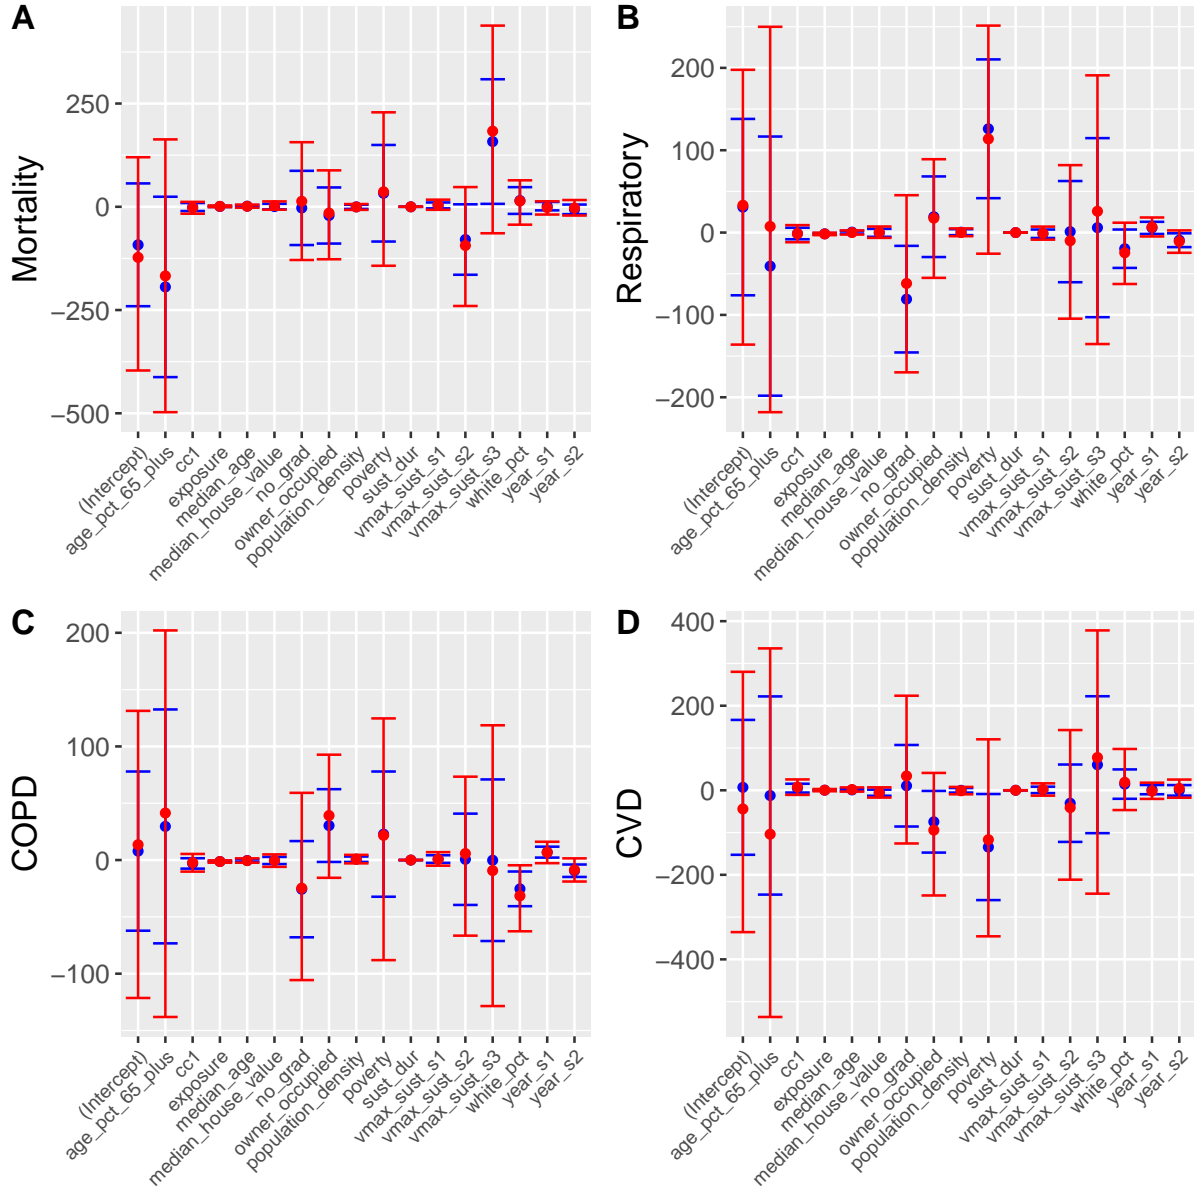 A
Mortality
250
0
−250
−500
(Intercept)
age_pct_65_plus
cc1
exposure
median_age
median_house_value
no_grad
owner_occupied
population_density
poverty
sust_dur
vmax_sust_s1
vmax_sust_s2
vmax_sust_s3
white_pct
year_s1
year_s2
B
Respiratory
200
100
0
−100
−200
(Intercept)
age_pct_65_plus
cc1
exposure
median_age
median_house_value
no_grad
owner_occupied
population_density
poverty
sust_dur
vmax_sust_s1
vmax_sust_s2
vmax_sust_s3
white_pct
year_s1
year_s2
C
COPD
200
100
0
−100
(Intercept)
age_pct_65_plus
cc1
exposure
median_age
median_house_value
no_grad
owner_occupied
population_density
poverty
sust_dur
vmax_sust_s1
vmax_sust_s2
vmax_sust_s3
white_pct
year_s1
year_s2
D
CVD
400
200
0
−200
−400
(Intercept)
age_pct_65_plus
cc1
exposure
median_age
median_house_value
no_grad
owner_occupied
population_density
poverty
sust_dur
vmax_sust_s1
vmax_sust_s2
vmax_sust_s3
white_pct
year_s1
year_s2